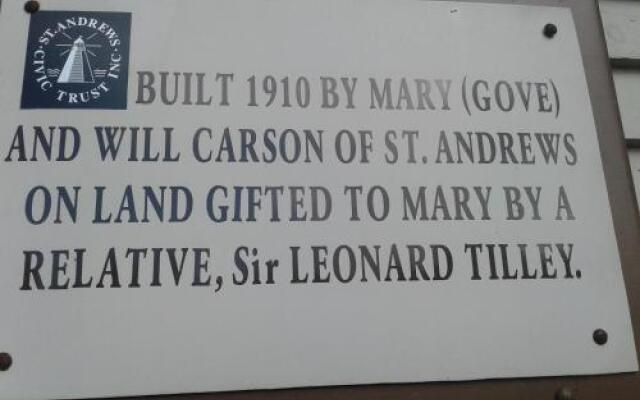 ST. ANDREWS
CIVIC TRUST INC.
BUILT 1910 BY MARY (GOVE)
AND WILL CARSON OF ST. ANDREWS
ON LAND GIFTED TO MARY BY A
RELATIVE, Sir LEONARD TILLEY.